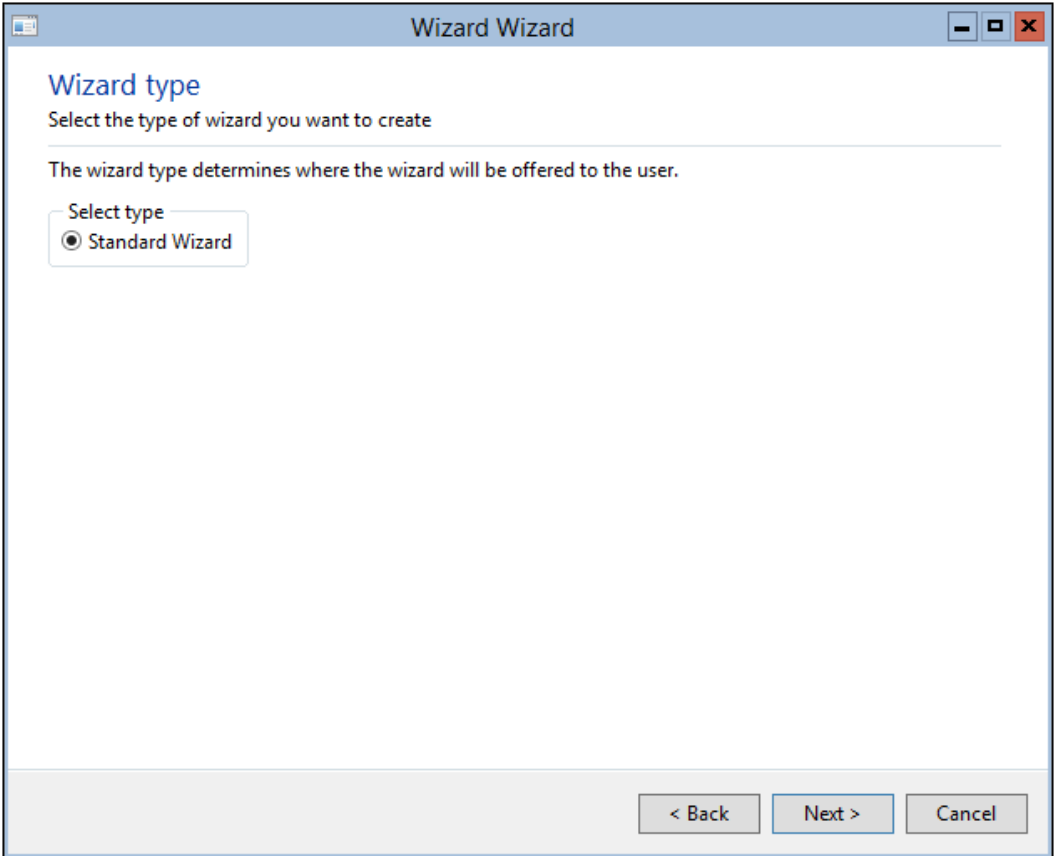 Wizard Wizard
Wizard type
Select the type of wizard you want to create
The wizard type determines where the wizard will be offered to the user.
Select type
Standard Wizard
< Back Next > Cancel